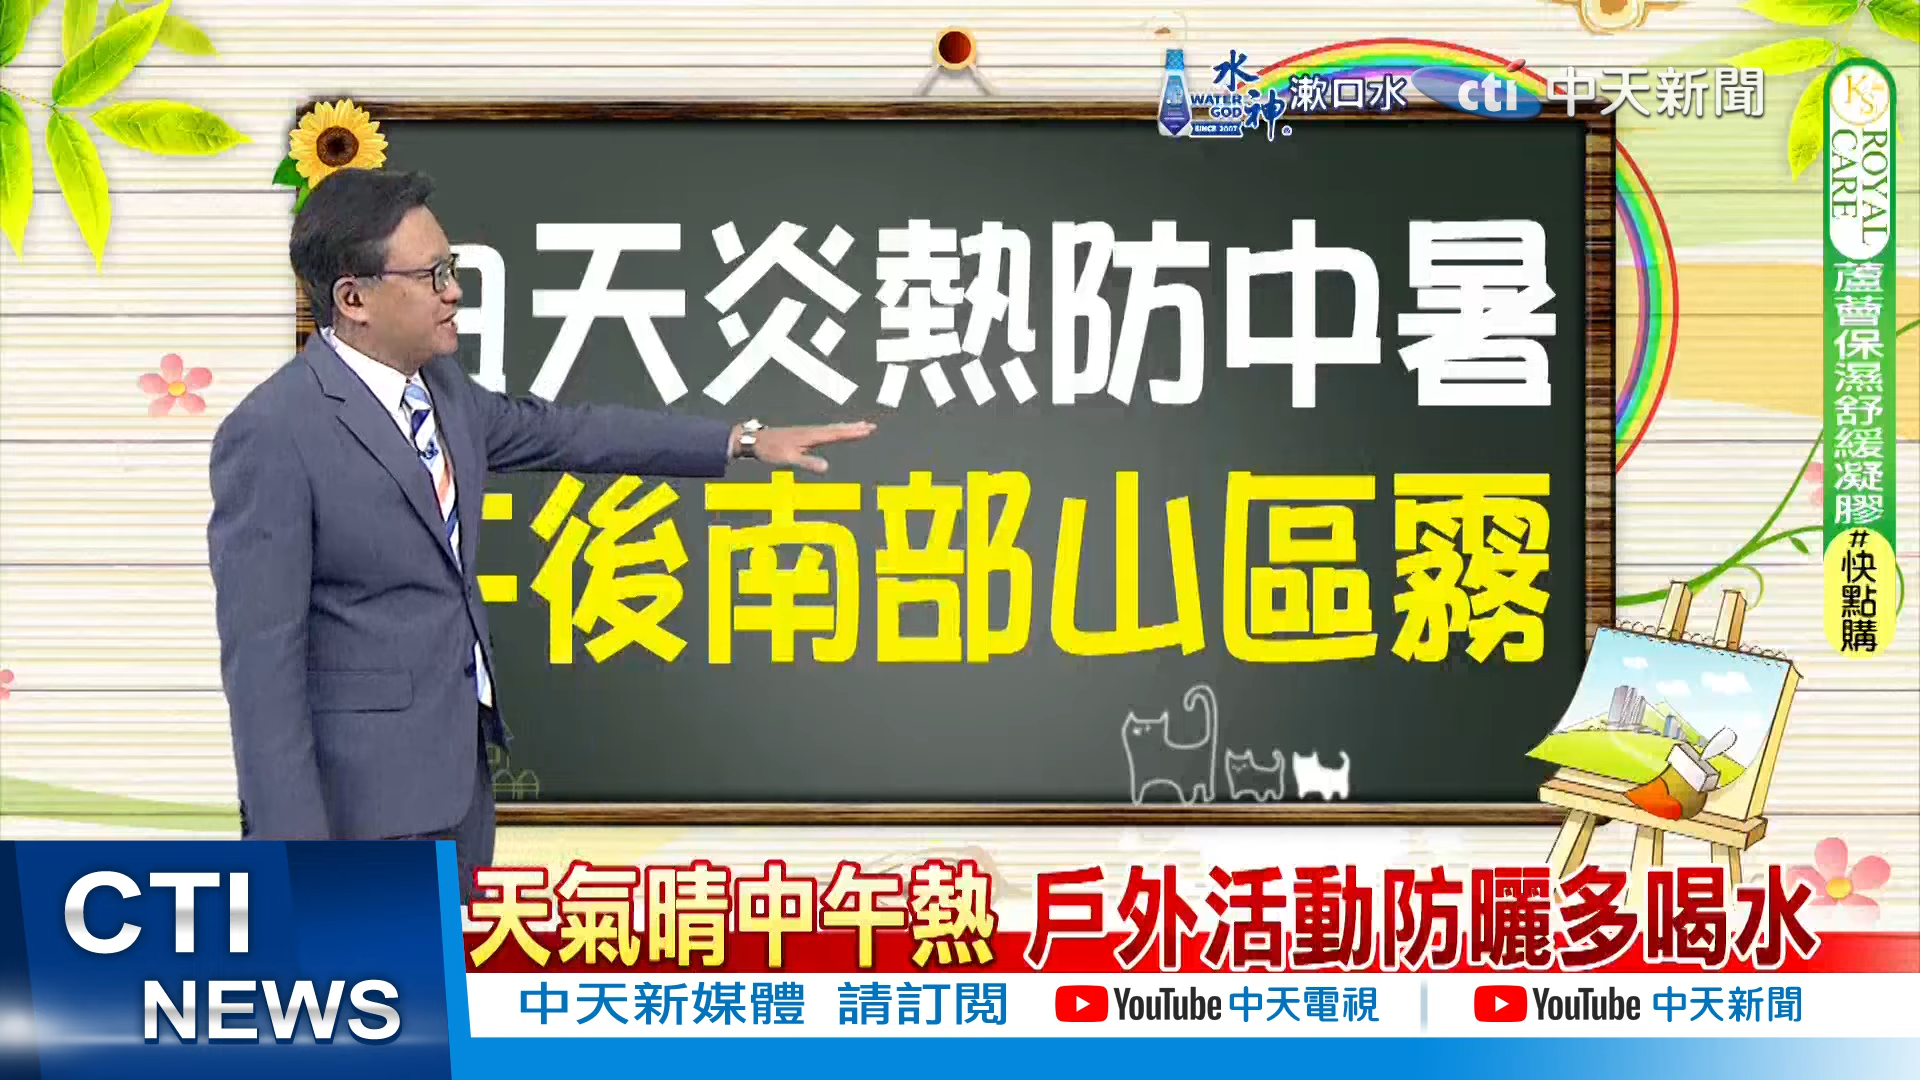 水神
WATER GOD
SINCE 2007
漱口水
cti 中天新聞
KS
ROYAL CARE
蘆薈保濕舒緩凝膠
#快點購
天炎熱防中暑
後南部山區霧
天氣晴中午熱 戶外活動防曬多喝水
CTI NEWS
中天新媒體 請訂閱 YouTube 中天電視 | YouTube 中天新聞